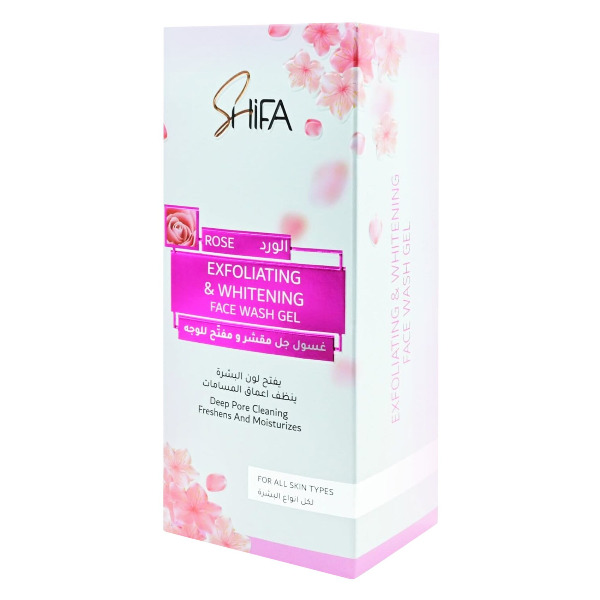 SHiFA
ROSE الورد
EXFOLIATING
& WHITENING
FACE WASH GEL
غسول جل مقشر و مفتّح للوجه
يفتح لون البشرة
ينظف اعماق المسامات
Deep Pore Cleaning
Freshens And Moisturizes
FOR ALL SKIN TYPES
لكل انواع البشرة
EXFOLIATING & WHITENING
FACE WASH GEL